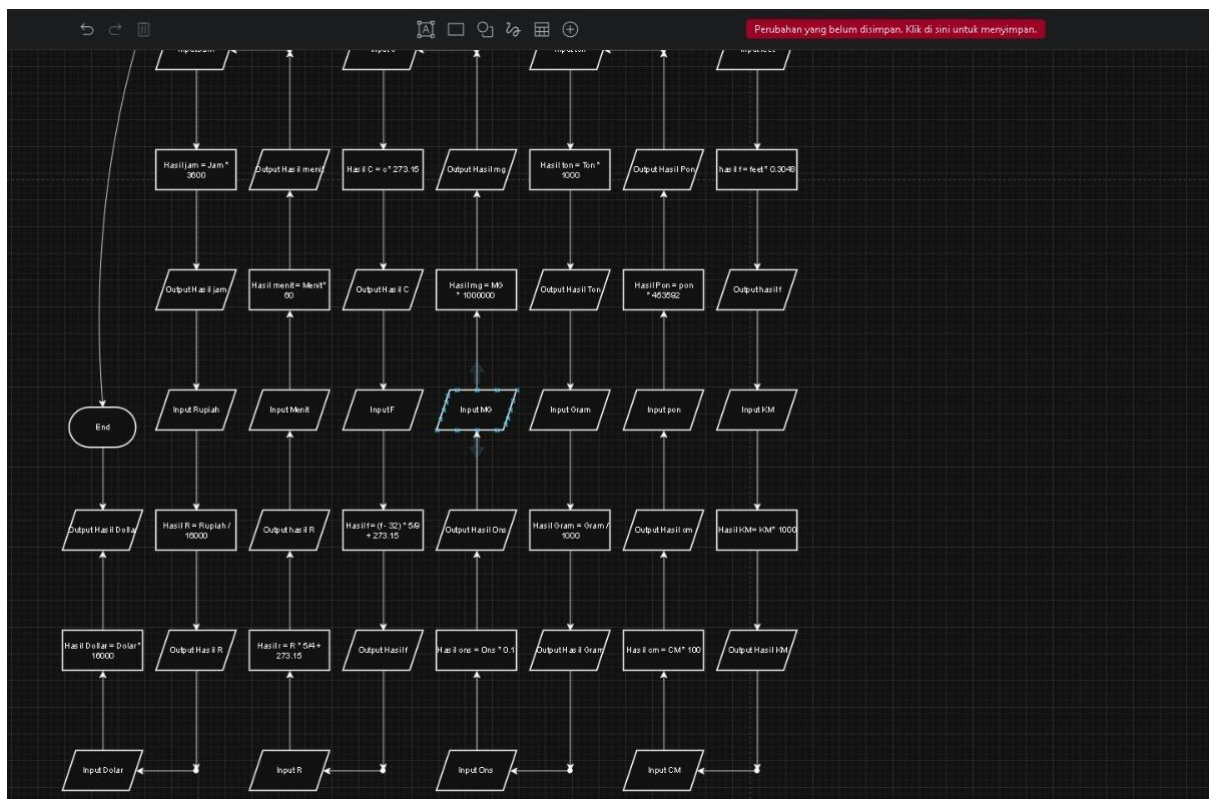 Perubahan yang belum disimpan. Klik di sini untuk menyimpan.
Input ton
Input feet
Hasil jam = Jam *
3600
Output Hasil menit
Hasil C = c* 273.15
Output Hasil mg
Hasil ton = Ton *
1000
Output Hasil Pon
hasil f = feet* 0.3048
Output Hasil jam
Hasil menit = Menit*
60
Output Hasil C
Hasil mg = MG
* 1000000
Output Hasil Ton
Hasil Pon = pon
* 453592
Output hasil f
Input Rupiah
Input Menit
Input F
Input MG
Input Gram
Input pon
Input KM
End
Output Hasil Dolla
Hasil R = Rupiah /
16000
Output hasil R
Hasil f = (f - 32) * 5/9
+ 273.15
Output Hasil Ons
Hasil Gram = Gram /
1000
Output Hasil cm
Hasil KM= KM* 1000
Hasil Dollar = Dolar*
16000
Output Hasil R
Hasil r = R * 5/4 +
273.15
Output Hasil f
Hasil ons = Ons * 0.1
Output Hasil Gram
Hasil cm = CM* 100
Output Hasil KM
Input Dolar
Input R
Input Ons
Input CM